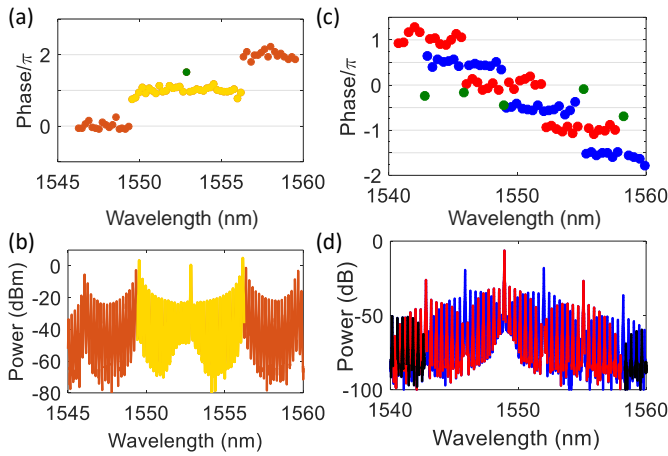 (a)
Phase/π
2
0
1545
1550
1555
1560
Wavelength (nm)
(b)
Power (dBm)
0
-20
-40
-60
-80
1545
1550
1555
1560
Wavelength (nm)
(c)
Phase/π
1
0
-1
-2
1540
1550
1560
Wavelength (nm)
(d)
Power (dB)
0
-50
-100
1540
1550
1560
Wavelength (nm)